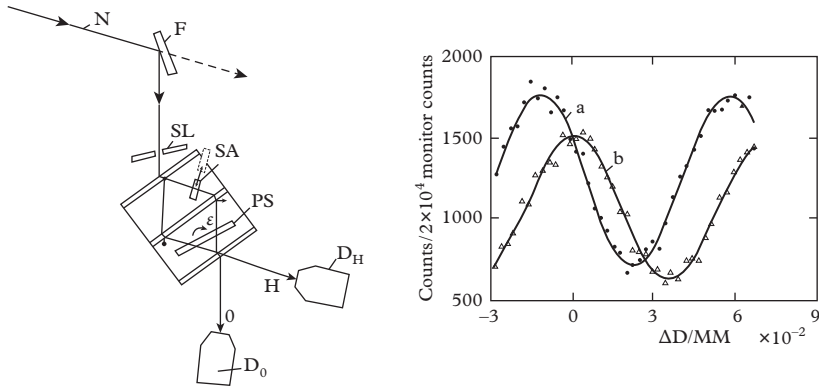 N
F
SL
SA
PS
ε
D_H
H
0
D_0
Counts/2×10^4 monitor counts
2000
1500
1000
500
a
b
−3 0 3 6 9
ΔD/MM ×10^−2